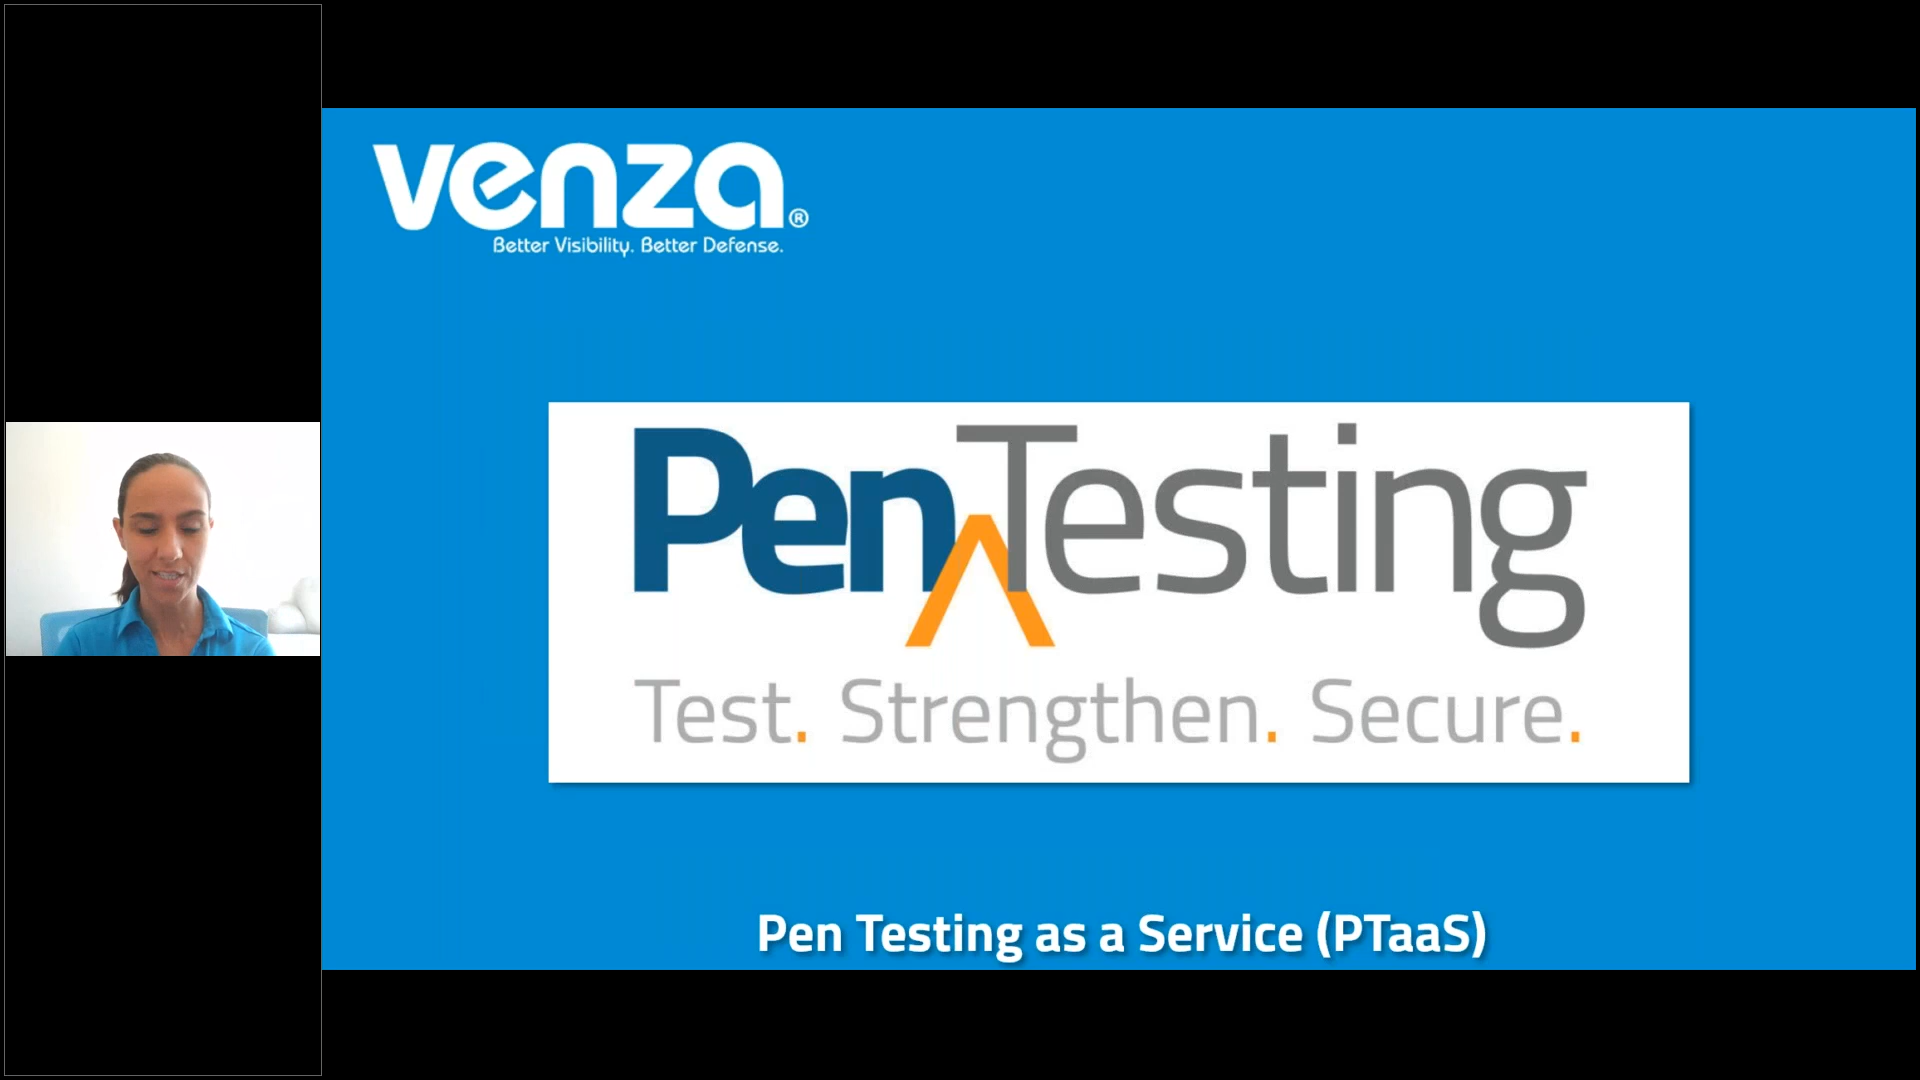 venza®
Better Visibility. Better Defense.
PenTesting
Test. Strengthen. Secure.
Pen Testing as a Service (PTaaS)